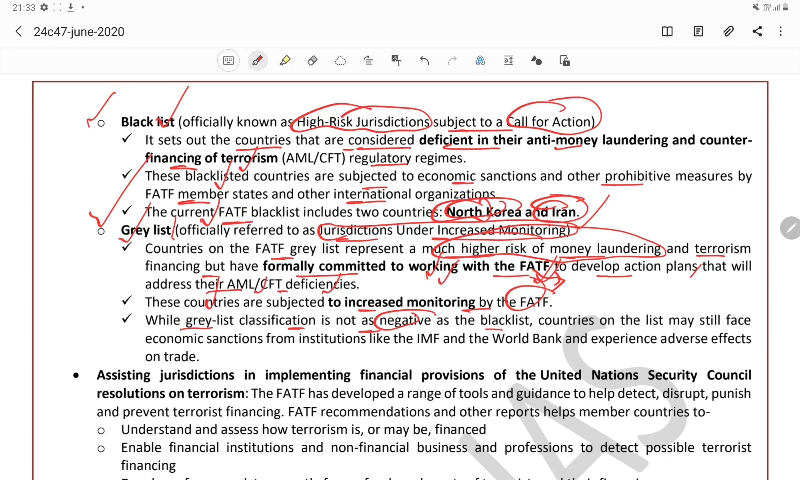 21:33
24c47-june-2020
o Black list (officially known as High-Risk Jurisdictions subject to a Call for Action)
✓ It sets out the countries that are considered deficient in their anti-money laundering and counter-
financing of terrorism (AML/CFT) regulatory regimes.
✓ These blacklisted countries are subjected to economic sanctions and other prohibitive measures by
FATF member states and other international organizations.
✓ The current FATF blacklist includes two countries: North Korea and Iran.
o Grey list (officially referred to as Jurisdictions Under Increased Monitoring)
✓ Countries on the FATF grey list represent a much higher risk of money laundering and terrorism
financing but have formally committed to working with the FATF to develop action plans that will
address their AML/CFT deficiencies.
✓ These countries are subjected to increased monitoring by the FATF.
✓ While grey-list classification is not as negative as the blacklist, countries on the list may still face
economic sanctions from institutions like the IMF and the World Bank and experience adverse effects
on trade.
• Assisting jurisdictions in implementing financial provisions of the United Nations Security Council
resolutions on terrorism: The FATF has developed a range of tools and guidance to help detect, disrupt, punish
and prevent terrorist financing. FATF recommendations and other reports helps member countries to-
o Understand and assess how terrorism is, or may be, financed
o Enable financial institutions and non-financial business and professions to detect possible terrorist
financing
IAS